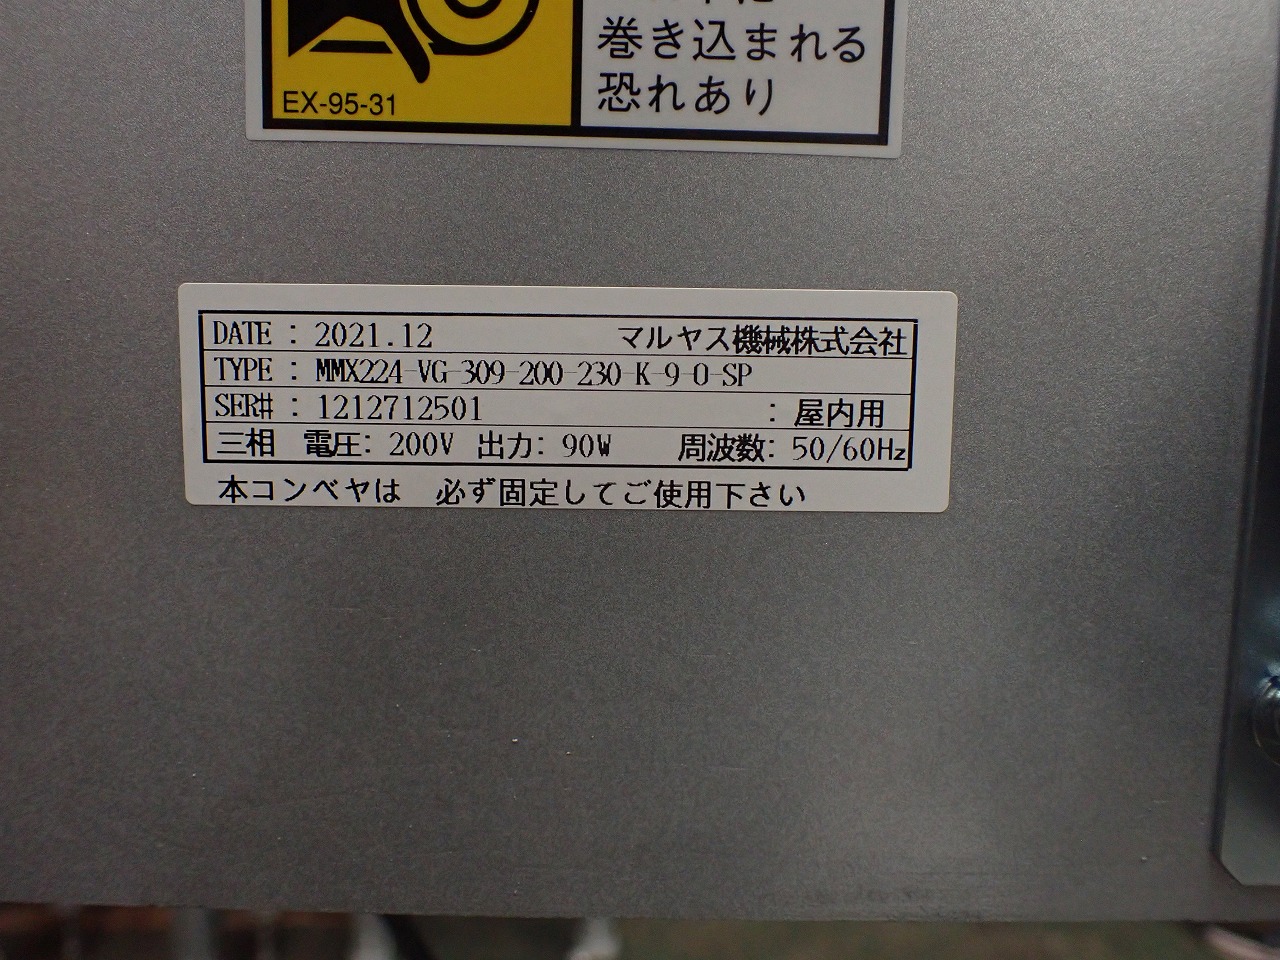 巻き込まれる
恐れあり
EX-95-31
DATE : 2021.12 マルヤス機械株式会社
TYPE : MMX224-VG-309-200-230-K-9-0-SP
SER# : 1212712501 : 屋内用
三相 電圧: 200V 出力: 90W 周波数: 50/60Hz
本コンベヤは 必ず固定してご使用下さい